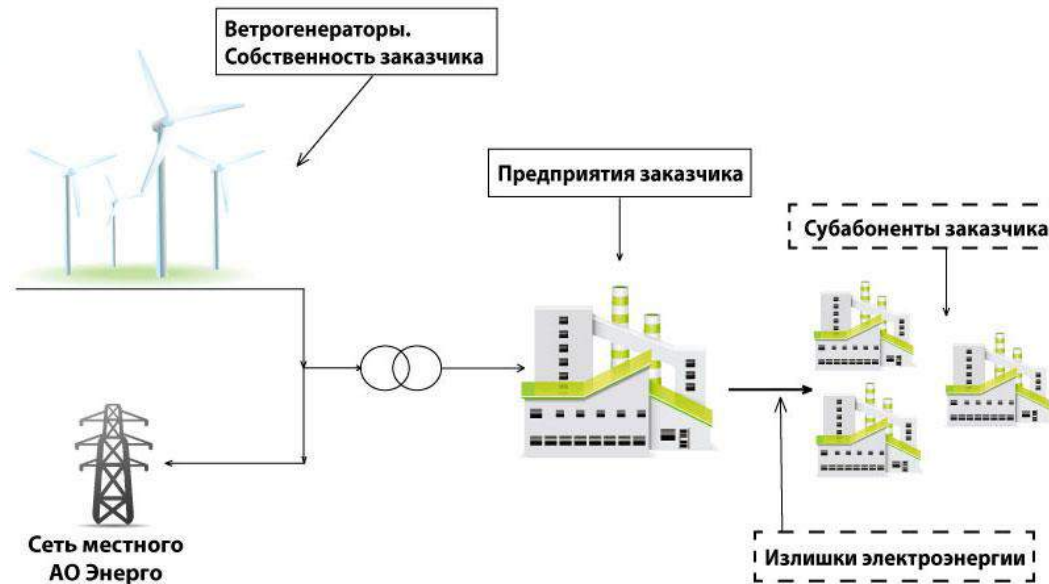 Ветрогенераторы.
Собственность заказчика
Предприятия заказчика
Субабоненты заказчика
Сеть местного
АО Энерго
Излишки электроэнергии